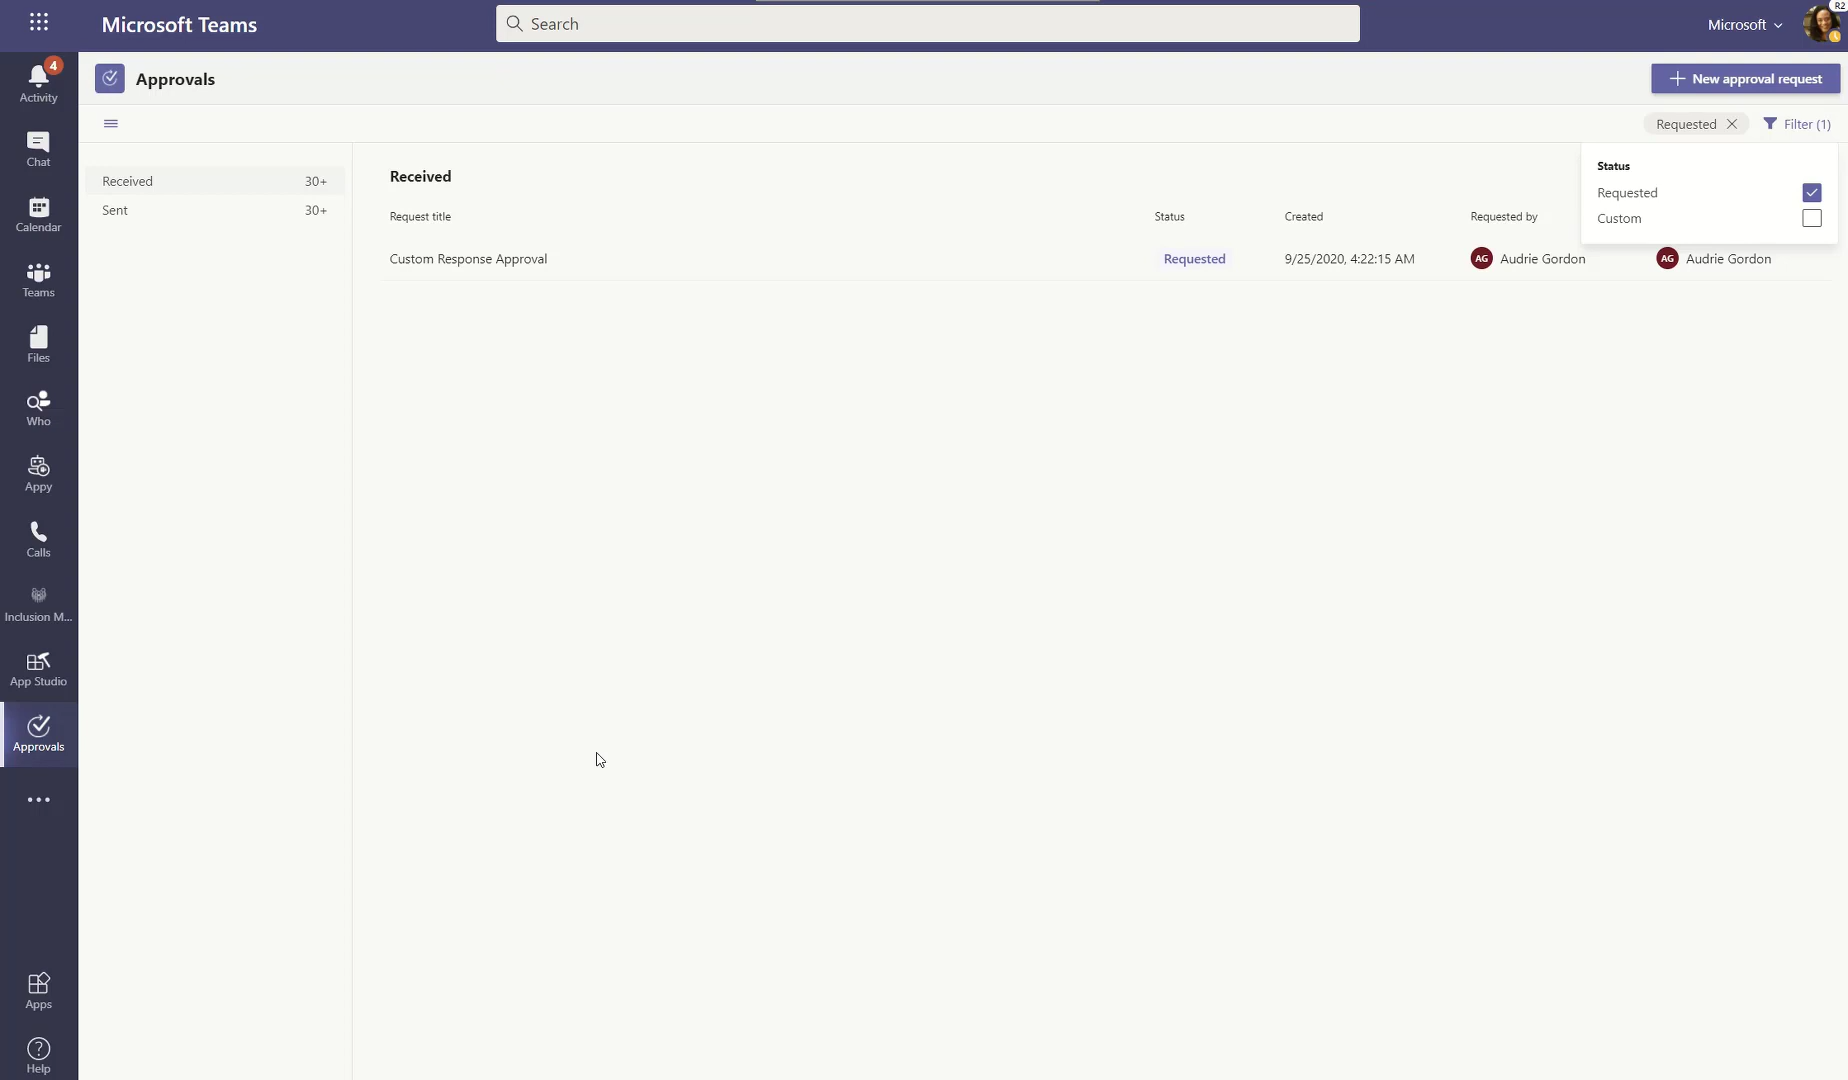 Microsoft Teams
Search
Microsoft
R2
4
Activity
Chat
Calendar
Teams
Files
Who
Appy
Calls
Inclusion M...
App Studio
Approvals
Apps
Help
Approvals
New approval request
Requested
Filter (1)
Received 30+
Sent 30+
Received
Status
Requested
Custom
Request title Status Created Requested by
Custom Response Approval Requested 9/25/2020, 4:22:15 AM AG Audrie Gordon AG Audrie Gordon